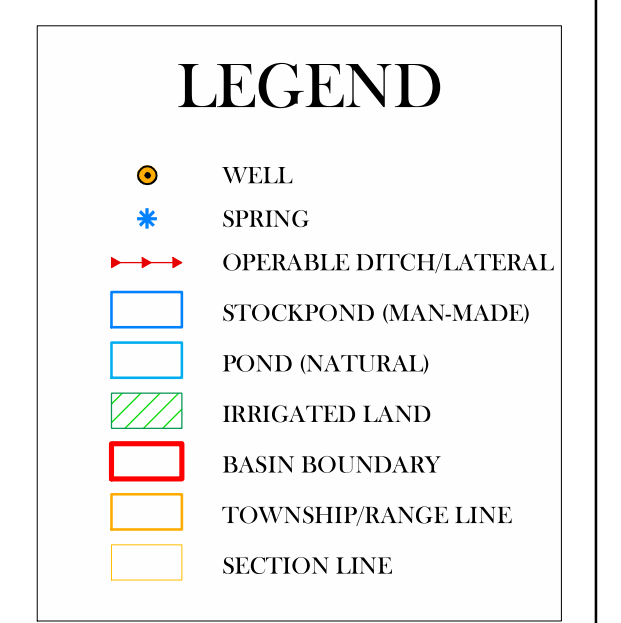 LEGEND
WELL
SPRING
OPERABLE DITCH/LATERAL
STOCKPOND (MAN-MADE)
POND (NATURAL)
IRRIGATED LAND
BASIN BOUNDARY
TOWNSHIP/RANGE LINE
SECTION LINE